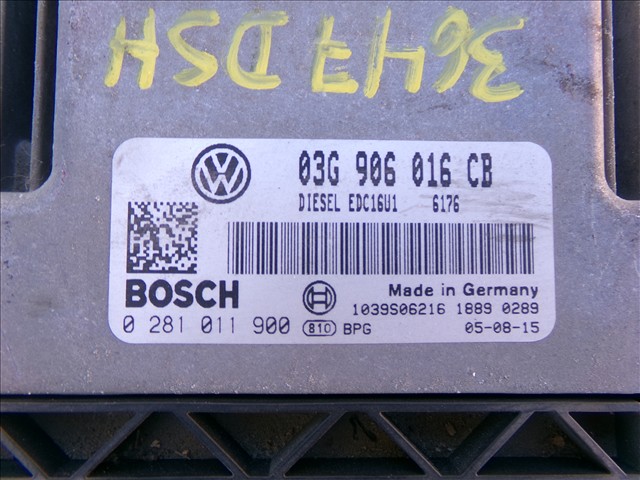 3647 DSH
03G 906 016 CB
DIESEL EDC16U1 6176
BOSCH
Made in Germany
1039S06216 1889 0289
0 281 011 900 810 BPG 05-08-15